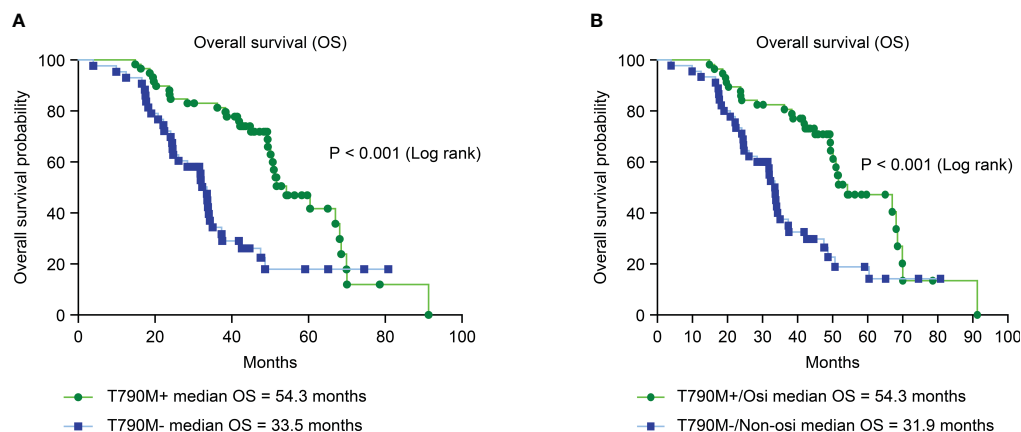 A
Overall survival (OS)
Overall survival probability
100
80
60
40
20
0
P < 0.001 (Log rank)
0 20 40 60 80 100
Months
T790M+ median OS = 54.3 months
T790M- median OS = 33.5 months
B
Overall survival (OS)
Overall survival probability
100
80
60
40
20
0
P < 0.001 (Log rank)
0 10 20 30 40 50 60 70 80 90 100
Months
T790M+/Osi median OS = 54.3 months
T790M-/Non-osi median OS = 31.9 months